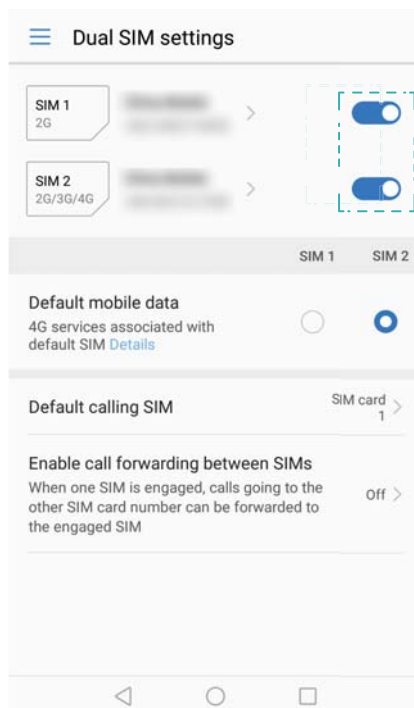 Dual SIM settings
SIM 1
2G
SIM 2
2G/3G/4G
SIM 1 SIM 2
Default mobile data
4G services associated with
default SIM Details
Default calling SIM
SIM card
1
Enable call forwarding between SIMs
When one SIM is engaged, calls going to the
other SIM card number can be forwarded to
the engaged SIM
Off